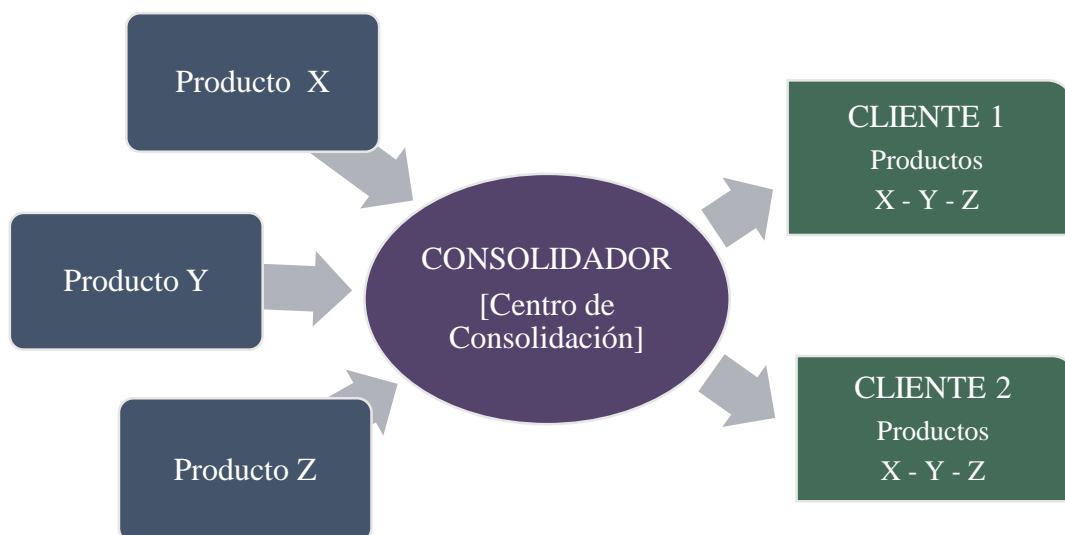 Producto X
Producto Y
Producto Z
CONSOLIDADOR
[Centro de
Consolidación]
CLIENTE 1
Productos
X - Y - Z
CLIENTE 2
Productos
X - Y - Z